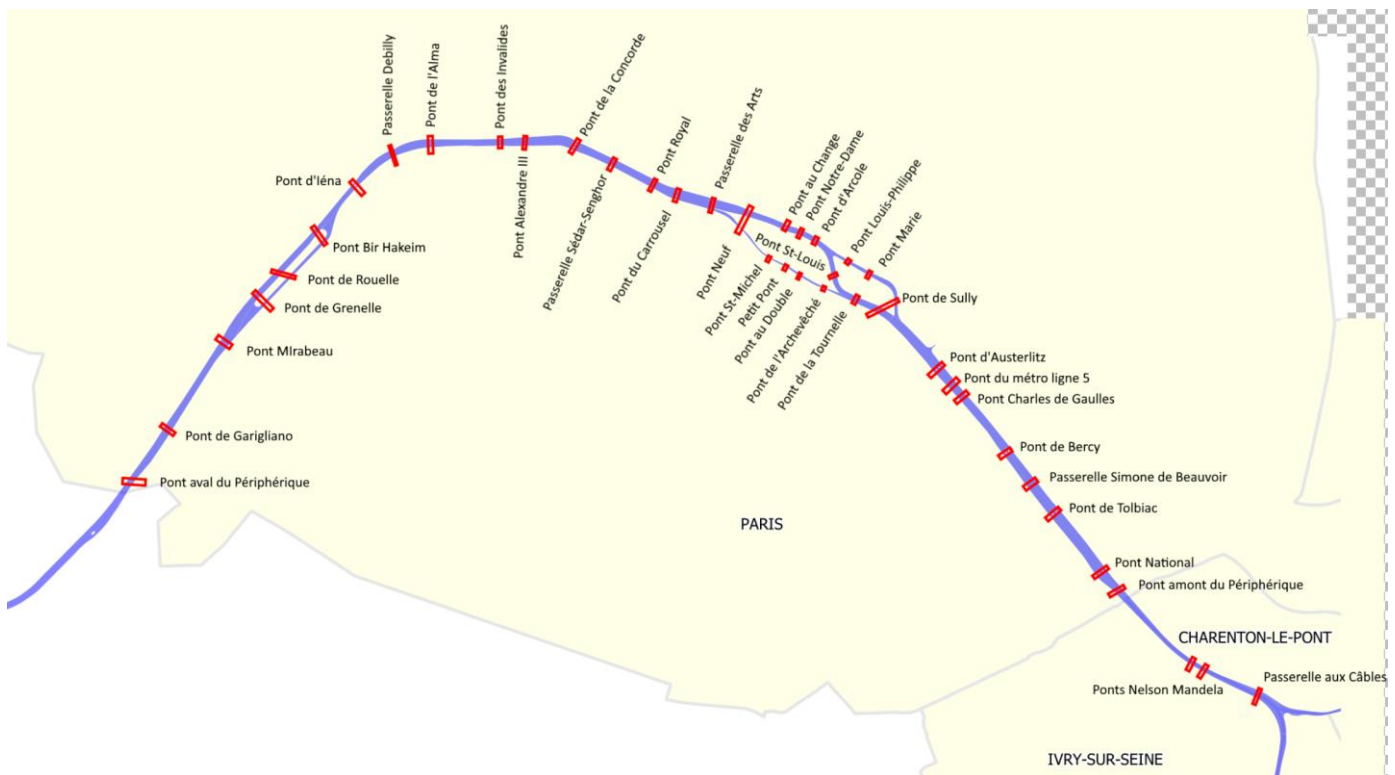 Passerelle Debilly
Pont de l'Alma
Pont des Invalides
Pont de la Concorde
Pont d'Iéna
Pont Alexandre III
Passerelle Sédar-Senghor
Pont Royal
Pont du Carrousel
Passerelle des Arts
Pont au Change
Pont Notre-Dame
Pont d'Arcole
Pont Louis-Philippe
Pont Marie
Pont Bir Hakeim
Pont de Rouelle
Pont de Grenelle
Pont MIrabeau
Pont Neuf
Pont St-Louis
Pont St-Michel
Petit Pont
Pont au Double
Pont de l'Archevêché
Pont de la Tournelle
Pont de Sully
Pont d'Austerlitz
Pont du métro ligne 5
Pont Charles de Gaulles
Pont de Garigliano
Pont de Bercy
Pont aval du Périphérique
Passerelle Simone de Beauvoir
Pont de Tolbiac
PARIS
Pont National
Pont amont du Périphérique
CHARENTON-LE-PONT
Passerelle aux Câbles
Ponts Nelson Mandela
IVRY-SUR-SEINE